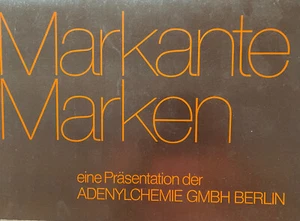 Markante
Marken
eine Präsentation der
ADENYLCHEMIE GMBH BERLIN